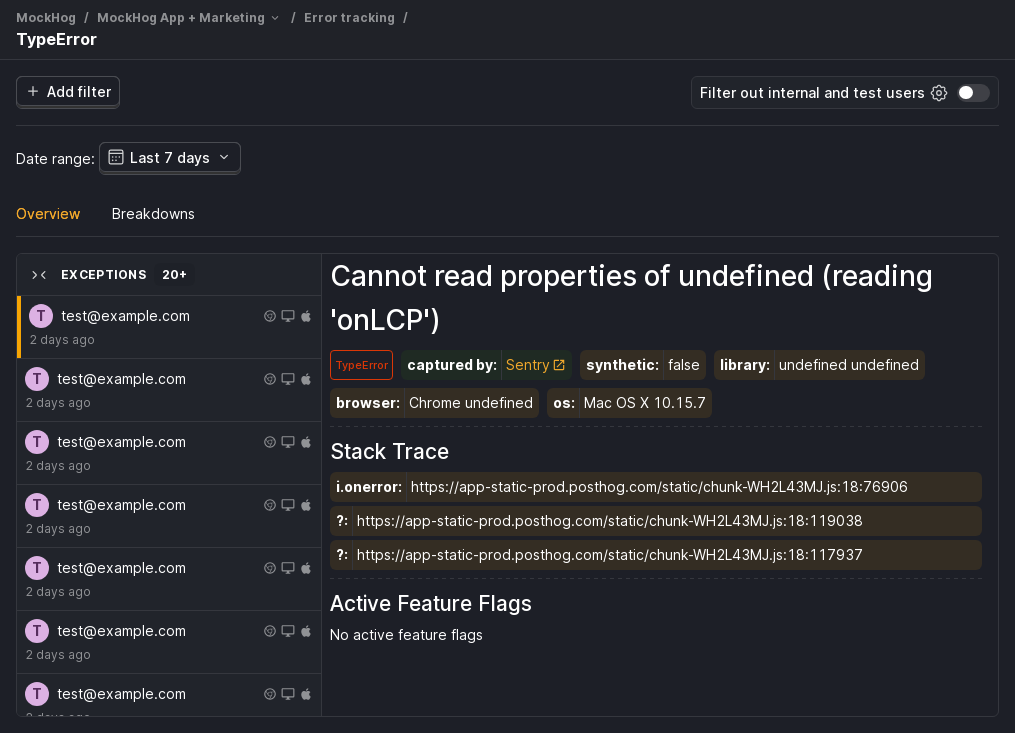 MockHog / MockHog App + Marketing / Error tracking /
TypeError
+ Add filter
Filter out internal and test users
Date range: Last 7 days
Overview Breakdowns
EXCEPTIONS 20+
T test@example.com
2 days ago
T test@example.com
2 days ago
T test@example.com
2 days ago
T test@example.com
2 days ago
T test@example.com
2 days ago
T test@example.com
2 days ago
T test@example.com
2 days ago
Cannot read properties of undefined (reading
'onLCP')
TypeError captured by: Sentry synthetic: false library: undefined undefined
browser: Chrome undefined os: Mac OS X 10.15.7
Stack Trace
i.onerror: https://app-static-prod.posthog.com/static/chunk-WH2L43MJ.js:18:76906
?: https://app-static-prod.posthog.com/static/chunk-WH2L43MJ.js:18:119038
?: https://app-static-prod.posthog.com/static/chunk-WH2L43MJ.js:18:117937
Active Feature Flags
No active feature flags